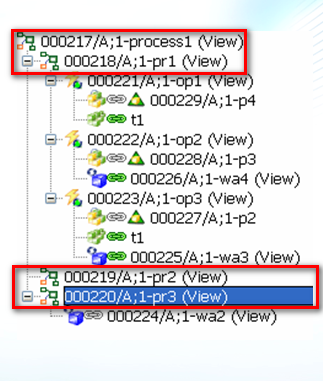 000217/A;1-process1 (View)
000218/A;1-pr1 (View)
000221/A;1-op1 (View)
000229/A;1-p4
t1
000222/A;1-op2 (View)
000228/A;1-p3
000226/A;1-wa4 (View)
000223/A;1-op3 (View)
000227/A;1-p2
t1
000225/A;1-wa3 (View)
000219/A;1-pr2 (View)
000220/A;1-pr3 (View)
000224/A;1-wa2 (View)